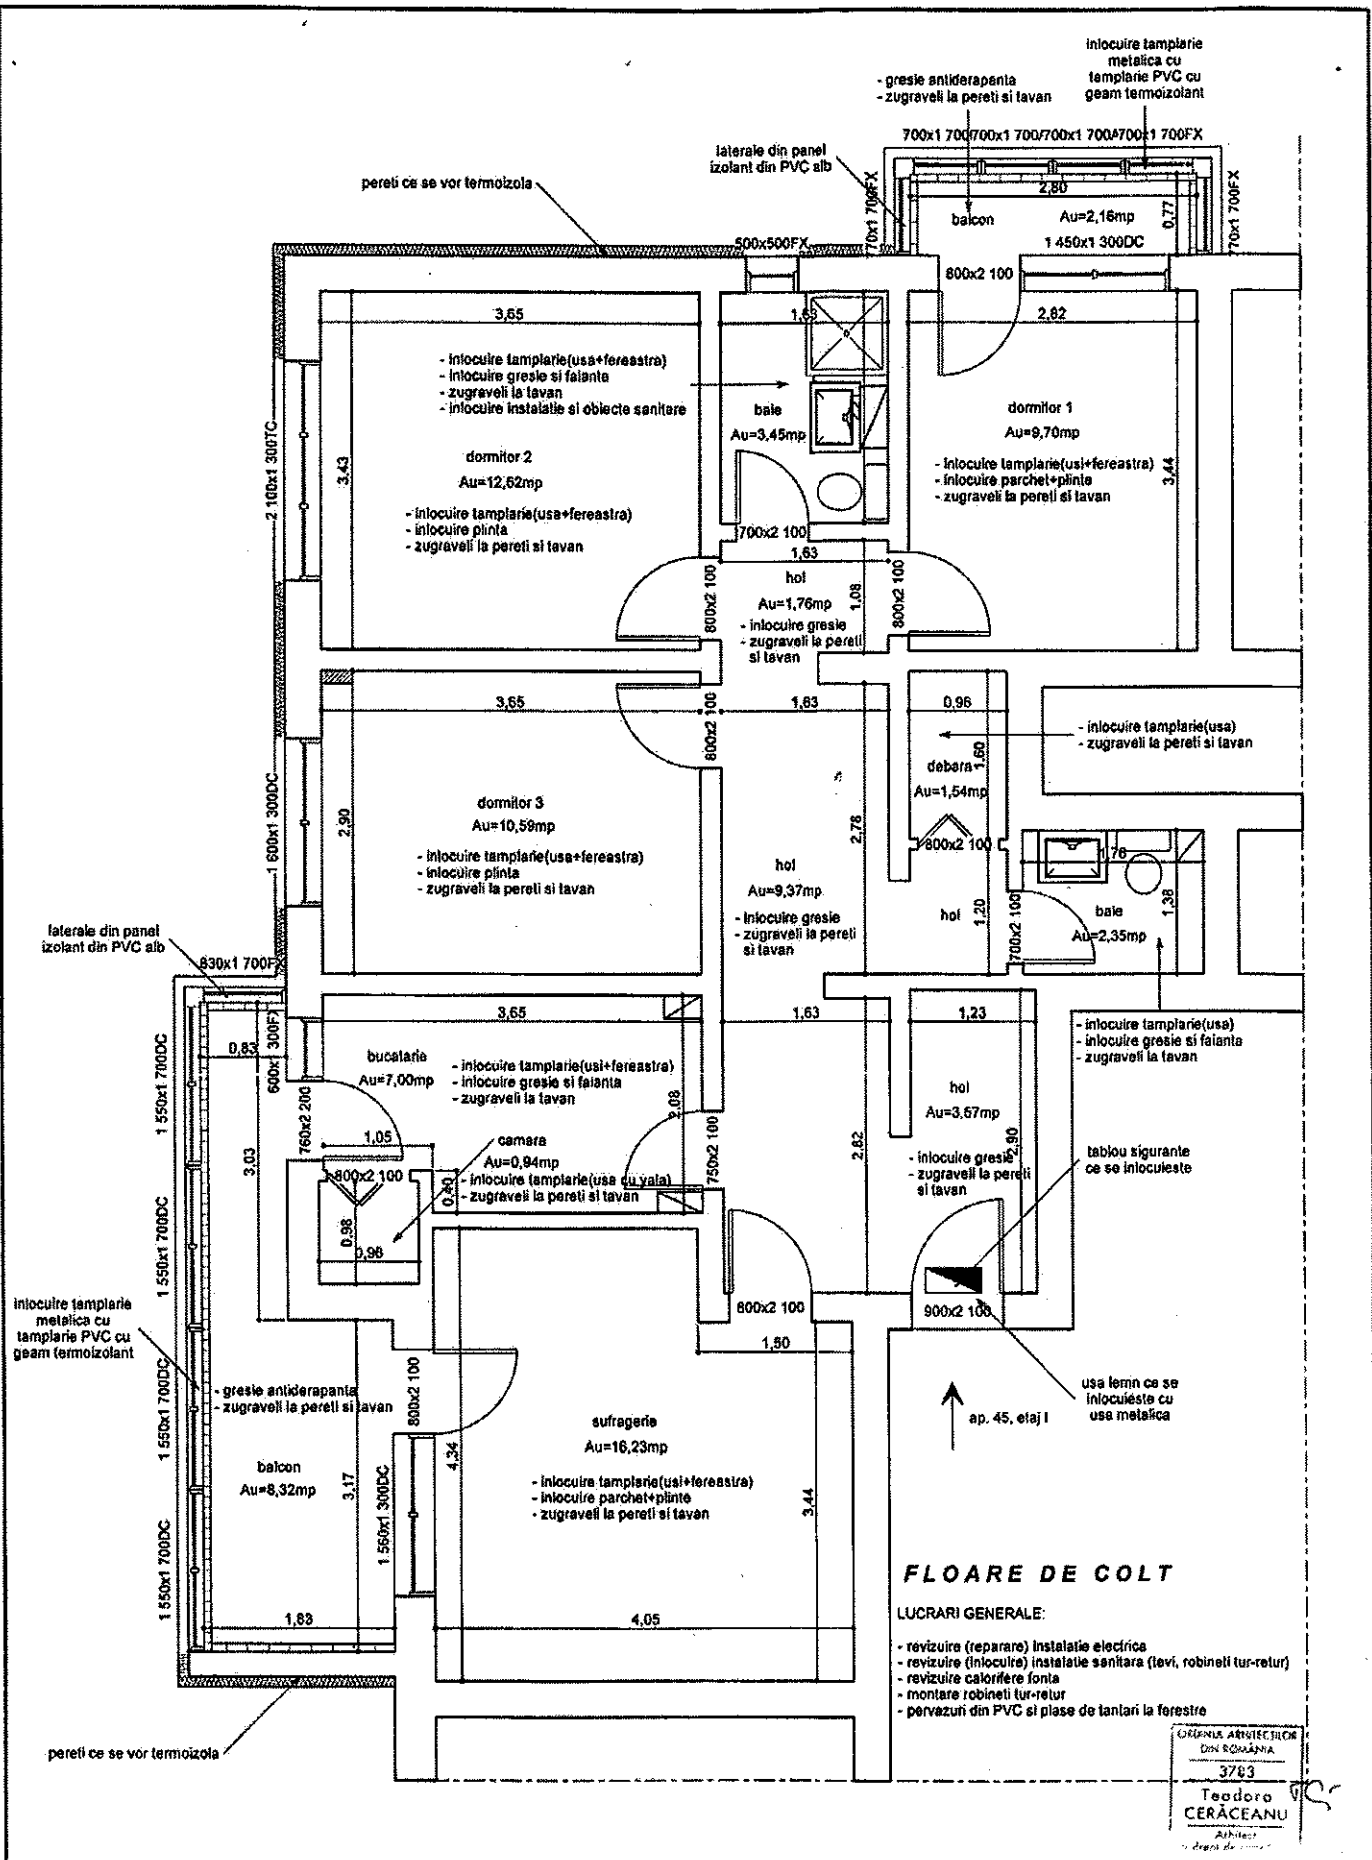 inlocuire tamplarie
metalica cu
tamplarie PVC cu
geam termoizolant
- gresie antiderapanta
- zugraveli la pereti si tavan
700x1 700/700x1 700/700x1 700/700x1 700FX
laterale din panel
izolant din PVC alb
pereti ce se vor termoizola
770x1 700FX
2,80
balcon
Au=2,16mp
0,77
770x1 700FX
1 450x1 300DC
500x500FX
800x2 100
3,65
1,63
2,82
- inlocuire tamplarie(usa+fereastra)
- inlocuire gresie si faianta
- zugraveli la tavan
- inlocuire instalatie si obiecte sanitare
baie
Au=3,45mp
dormitor 1
Au=9,70mp
- inlocuire tamplarie(usi+fereastra)
- inlocuire parchet+plinte
- zugraveli la pereti si tavan
3,44
2 100x1 300TC
3,43
dormitor 2
Au=12,52mp
- inlocuire tamplarie(usa+fereastra)
- inlocuire plinta
- zugraveli la pereti si tavan
700x2 100
1,63
hol
Au=1,76mp
1,08
- inlocuire gresie
- zugraveli la pereti
si tavan
800x2 100
800x2 100
3,65
800x2 100
1,63
0,96
- inlocuire tamplarie(usa)
- zugraveli la pereti si tavan
debara
Au=1,54mp
1,60
800x2 100
1 600x1 300DC
2,90
dormitor 3
Au=10,59mp
- inlocuire tamplarie(usa+fereastra)
- inlocuire plinta
- zugraveli la pereti si tavan
2,78
hol
Au=9,37mp
- inlocuire gresie
- zugraveli la pereti
si tavan
hol
1,20
700x2 100
1,76
baie
Au=2,35mp
1,38
laterale din panel
izolant din PVC alb
830x1 700FX
3,65
1,63
1,23
- inlocuire tamplarie(usa)
- inlocuire gresie si faianta
- zugraveli la tavan
0,83
600x1 300FX
bucatarie
Au=7,00mp
- inlocuire tamplarie(usi+fereastra)
- inlocuire gresie si faianta
- zugraveli la tavan
2,08
1 550x1 700DC
760x2 200
3,03
1,05
camara
Au=0,94mp
- inlocuire tamplarie(usa cu yala)
- zugraveli la pereti si tavan
800x2 100
0,40
0,98
0,96
750x2 100
2,82
hol
Au=3,57mp
- inlocuire gresie
- zugraveli la pereti
si tavan
2,90
tablou sigurante
ce se inlocuieste
1 550x1 700DC
inlocuire tamplarie
metalica cu
tamplarie PVC cu
geam termoizolant
800x2 100
900x2 100
1,50
- gresie antiderapanta
- zugraveli la pereti si tavan
800x2 100
1 550x1 700DC
usa lemn ce se
inlocuieste cu
usa metalica
ap. 45, etaj I
balcon
Au=8,32mp
3,17
1 560x1 300DC
4,34
sufragerie
Au=16,23mp
- inlocuire tamplarie(usi+fereastra)
- inlocuire parchet+plinte
- zugraveli la pereti si tavan
3,44
1 550x1 700DC
1,83
4,05
FLOARE DE COLT
LUCRARI GENERALE:
- revizuire (reparare) instalatie electrica
- revizuire (inlocuire) instalatie sanitara (tevi, robineti tur-retur)
- revizuire calorifere fonta
- montare robineti tur-retur
- pervazuri din PVC si plase de tantari la ferestre
pereti ce se vor termoizola
ORDINUL ARHITECTILOR
DIN ROMÂNIA
3783
Teodora
CERĂCEANU
Arhitect
drept de